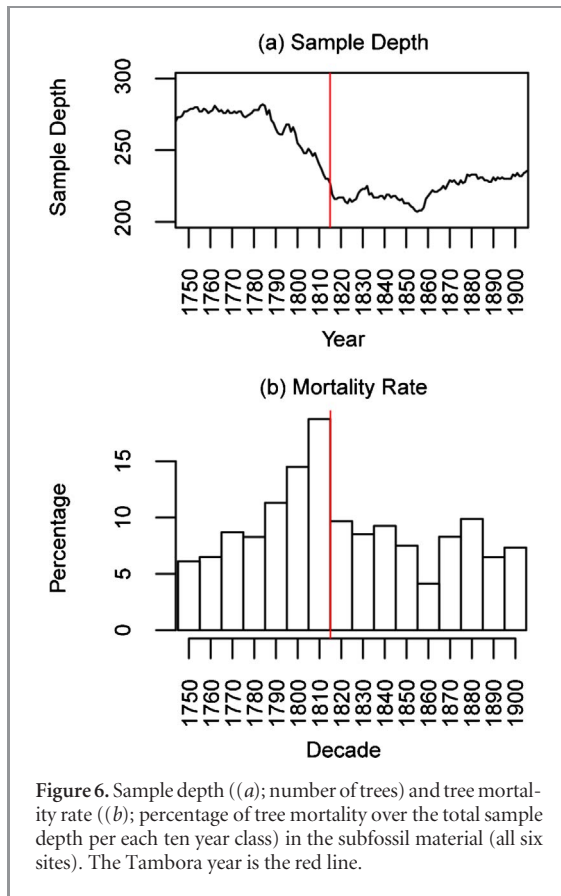 (a) Sample Depth
Sample Depth
300
250
200
1750 1760 1770 1780 1790 1800 1810 1820 1830 1840 1850 1860 1870 1880 1890 1900
Year
(b) Mortality Rate
Percentage
15
10
5
0
1750 1760 1770 1780 1790 1800 1810 1820 1830 1840 1850 1860 1870 1880 1890 1900
Decade
Figure 6. Sample depth ((a); number of trees) and tree mortal-
ity rate ((b); percentage of tree mortality over the total sample
depth per each ten year class) in the subfossil material (all six
sites). The Tambora year is the red line.